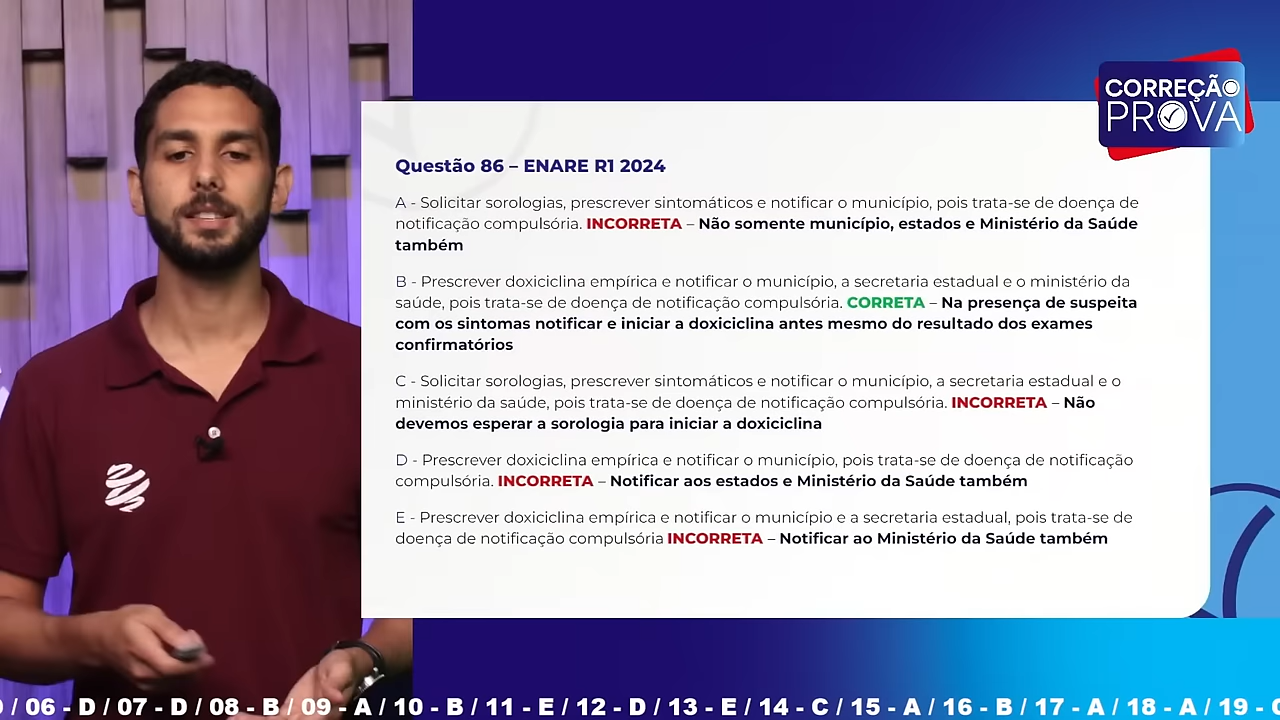 CORREÇÃO
PROVA
Questão 86 – ENARE R1 2024
A - Solicitar sorologias, prescrever sintomáticos e notificar o município, pois trata-se de doença de
notificação compulsória. INCORRETA – Não somente município, estados e Ministério da Saúde
também
B - Prescrever doxiciclina empírica e notificar o município, a secretaria estadual e o ministério da
saúde, pois trata-se de doença de notificação compulsória. CORRETA – Na presença de suspeita
com os sintomas notificar e iniciar a doxiciclina antes mesmo do resultado dos exames
confirmatórios
C - Solicitar sorologias, prescrever sintomáticos e notificar o município, a secretaria estadual e o
ministério da saúde, pois trata-se de doença de notificação compulsória. INCORRETA – Não
devemos esperar a sorologia para iniciar a doxiciclina
D - Prescrever doxiciclina empírica e notificar o município, pois trata-se de doença de notificação
compulsória. INCORRETA – Notificar aos estados e Ministério da Saúde também
E - Prescrever doxiciclina empírica e notificar o município e a secretaria estadual, pois trata-se de
doença de notificação compulsória INCORRETA – Notificar ao Ministério da Saúde também
/ 06 - D / 07 - D / 08 - B / 09 - A / 10 - B / 11 - E / 12 - D / 13 - E / 14 - C / 15 - A / 16 - B / 17 - A / 18 - A / 19 -